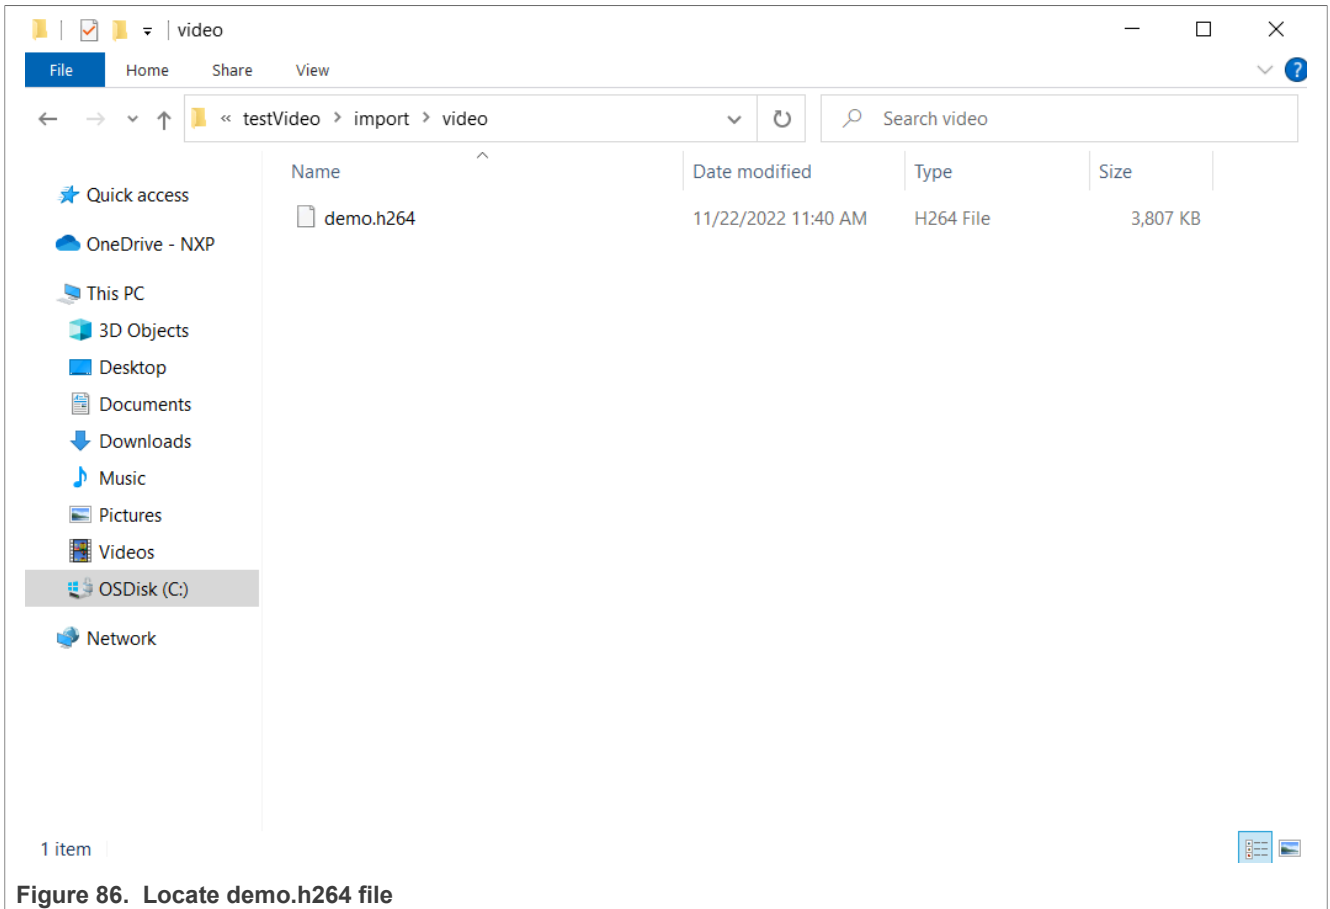 video
File Home Share View ?
« testVideo > import > video Search video
Name Date modified Type Size
demo.h264 11/22/2022 11:40 AM H264 File 3,807 KB
Quick access
OneDrive - NXP
This PC
3D Objects
Desktop
Documents
Downloads
Music
Pictures
Videos
OSDisk (C:)
Network
1 item
Figure 86. Locate demo.h264 file